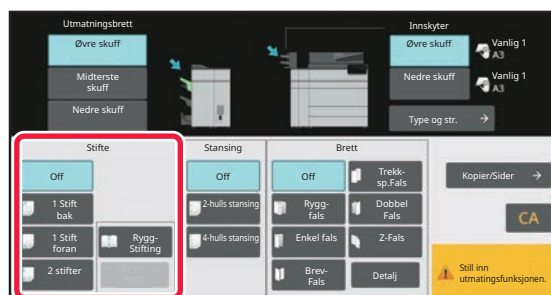 Utmatningsbrett
Innskyter
Øvre skuff
Midterste
skuff
Nedre skuff
Øvre skuff
Vanlig 1
A3
Nedre skuff
Vanlig 1
A3
Type og str.
Stifte
Off
1 Stift
bak
1 Stift
foran
Rygg-
Stifting
2 stifter
Stansing
Off
2-hulls stansing
4-hulls stansing
Brett
Off
Trekk-
sp.Fals
Rygg-
fals
Dobbel
Fals
Enkel fals
Z-Fals
Brev-
Fals
Detalj
Kopier/Sider
CA
Still inn
utmatingsfunksjonen.